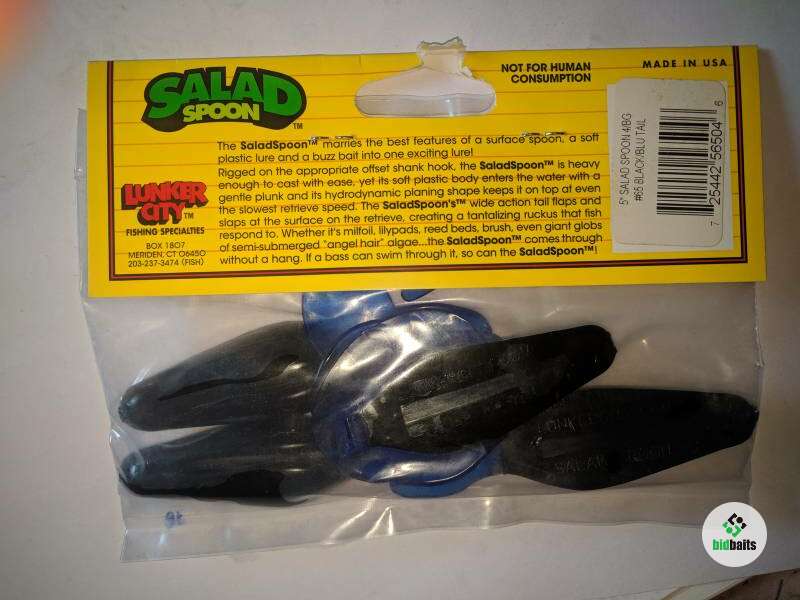 SALAD
SPOON™
NOT FOR HUMAN
CONSUMPTION
MADE IN USA
The SaladSpoon™ marries the best features of a surface spoon, a soft
plastic lure and a buzz bait into one exciting lure!
Rigged on the appropriate offset shank hook, the SaladSpoon™ is heavy
enough to cast with ease, yet its soft plastic body enters the water with a
gentle plunk and its hydrodynamic planing shape keeps it on top at even
the slowest retrieve speed. The SaladSpoon's™ wide action tail flaps and
slaps at the surface on the retrieve, creating a tantalizing ruckus that fish
respond to. Whether it's milfoil, lilypads, reed beds, brush, even giant globs
of semi-submerged "angel hair" algae...the SaladSpoon™ comes through
without a hang. If a bass can swim through it, so can the SaladSpoon™!
LUNKER
CITY™
FISHING SPECIALTIES
BOX 1807
MERIDEN, CT 06450
203-237-3474 (FISH)
5" SALAD SPOON 4/BG
#65 BLACK/BLU TAIL
7 25442 56504 6
SALAD
bidbaits